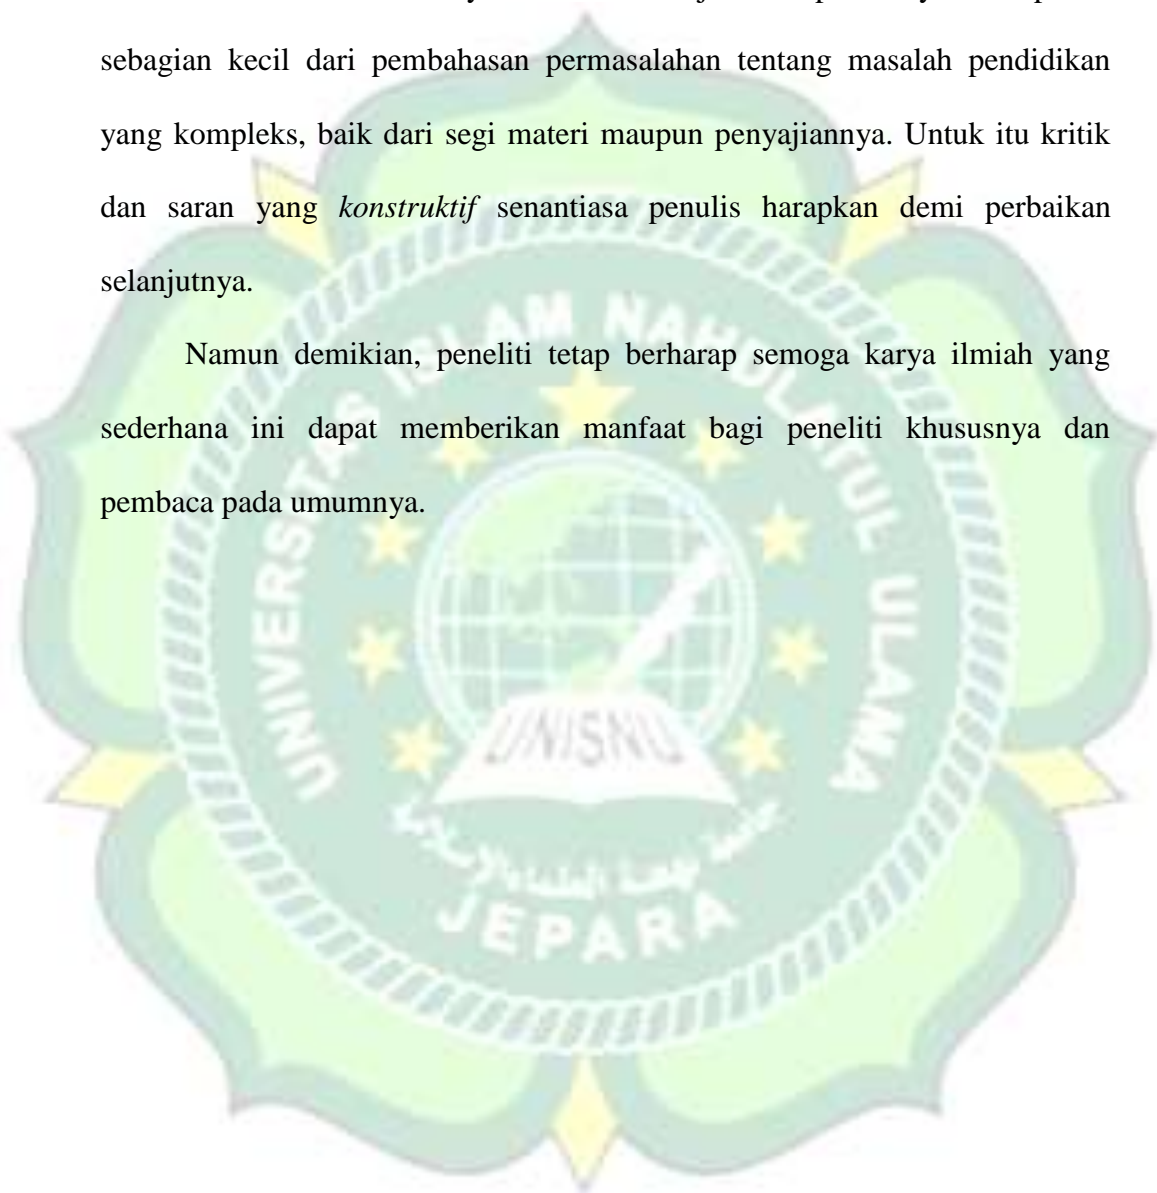 sebagian kecil dari pembahasan permasalahan tentang masalah pendidikan
yang kompleks, baik dari segi materi maupun penyajiannya. Untuk itu kritik
dan saran yang konstruktif senantiasa penulis harapkan demi perbaikan
selanjutnya.
Namun demikian, peneliti tetap berharap semoga karya ilmiah yang
sederhana ini dapat memberikan manfaat bagi peneliti khususnya dan
pembaca pada umumnya.
UNIVERSITAS ISLAM NAHDLATUL ULAMA
UNISNU
JEPARA